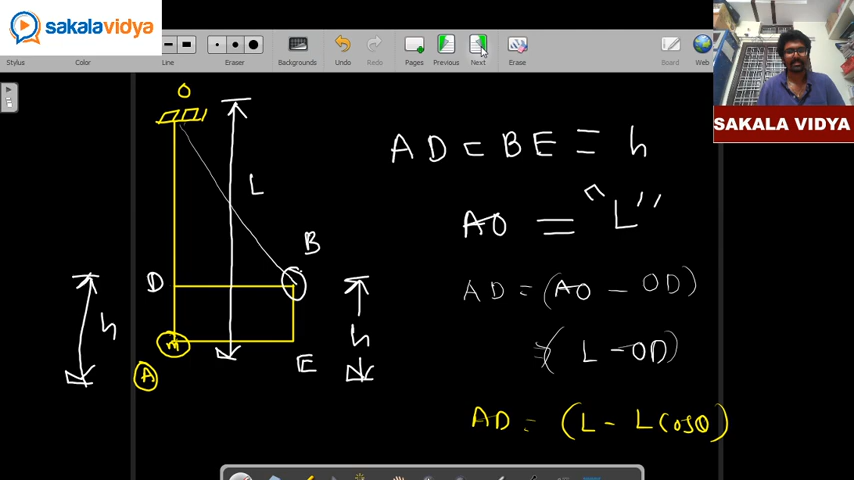 sakalavidya
Stylus Color Line Eraser Backgrounds Undo Redo Pages Previous Next Erase Board Web
SAKALA VIDYA
O
L
B
D
h
h
m
A
E
AD = BE = h
AO = "L"
AD = (AO - OD)
(L - OD)
AD = (L - L cosθ)